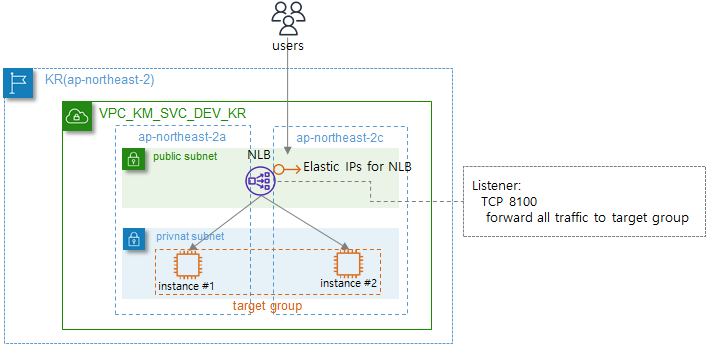 users
KR(ap-northeast-2)
VPC_KM_SVC_DEV_KR
ap-northeast-2a
ap-northeast-2c
public subnet
NLB
Elastic IPs for NLB
Listener:
TCP 8100
forward all traffic to target group
privnat subnet
instance #1
instance #2
target group